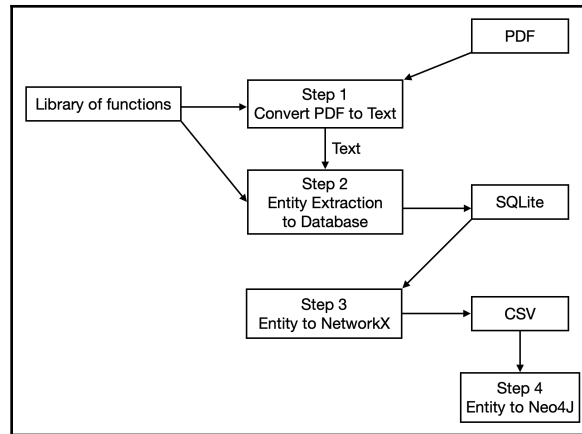 PDF
Library of functions
Step 1
Convert PDF to Text
Text
Step 2
Entity Extraction
to Database
SQLite
Step 3
Entity to NetworkX
CSV
Step 4
Entity to Neo4J